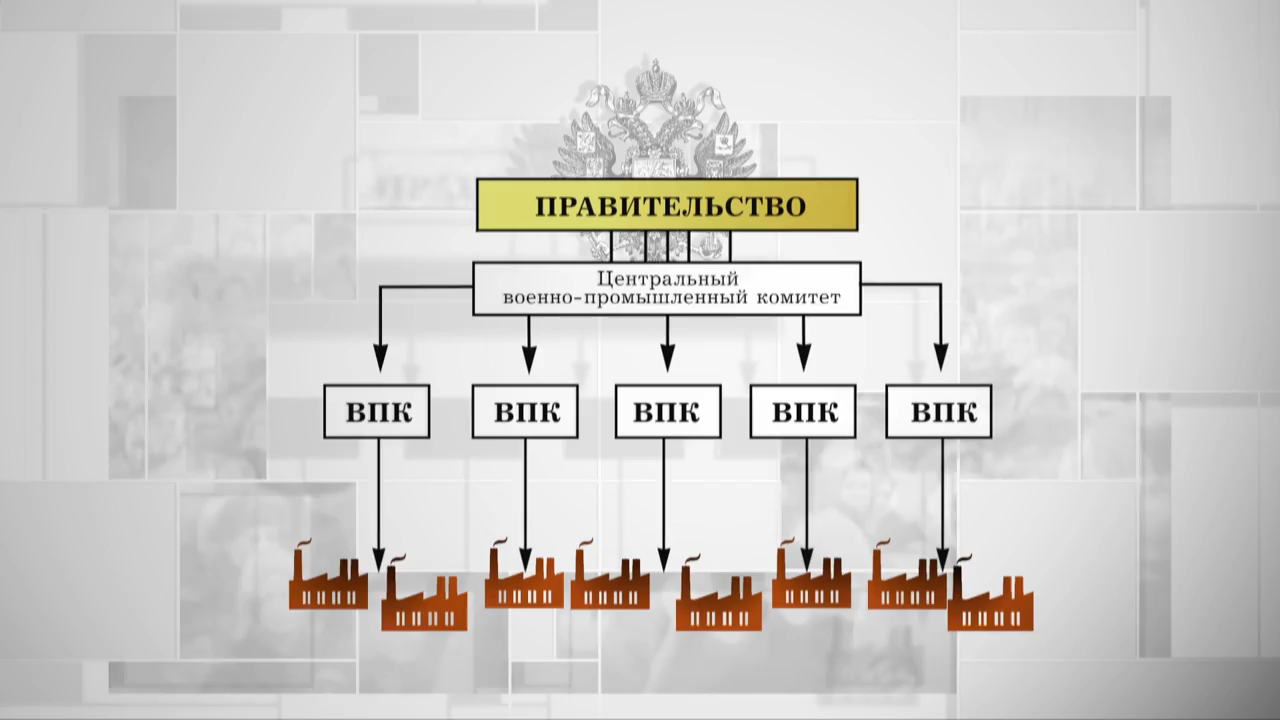 ПРАВИТЕЛЬСТВО
Центральный
военно-промышленный комитет
ВПК ВПК ВПК ВПК ВПК